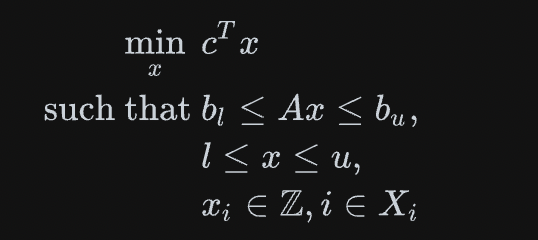 min c^T x
x
such that b_l ≤ Ax ≤ b_u,
l ≤ x ≤ u,
x_i ∈ ℤ, i ∈ X_i